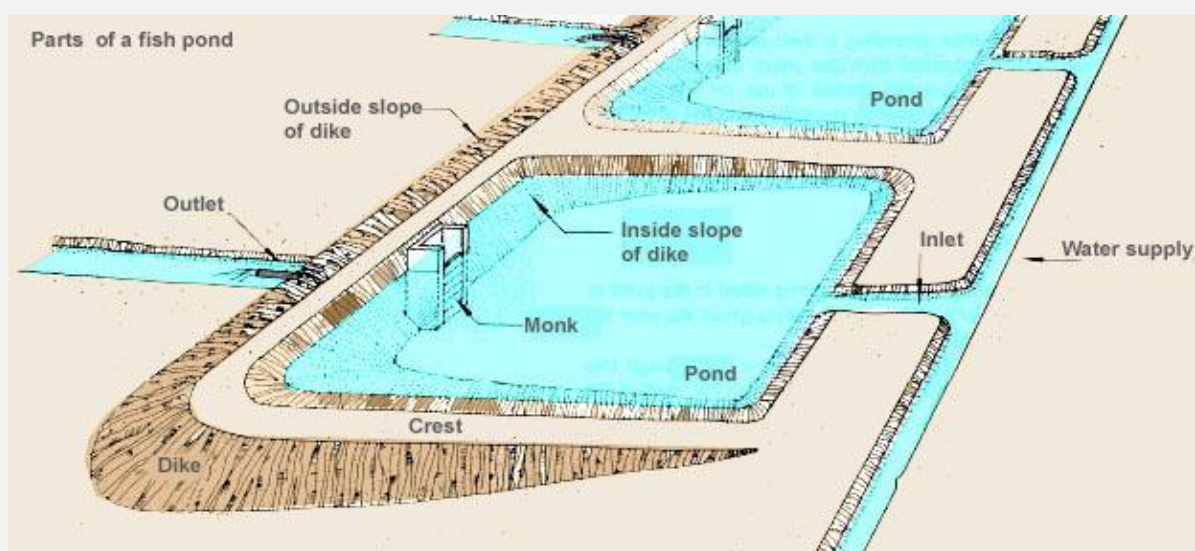 Parts of a fish pond
Outside slope
of dike
Pond
Outlet
Inside slope
of dike
Inlet
Water supply
Monk
Pond
Crest
Dike